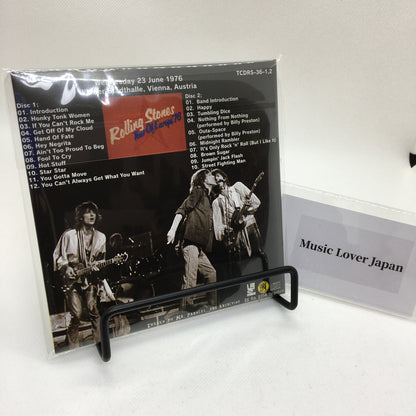 Wednesday 23 June 1976
Stadthalle, Vienna, Austria
TCDRS-36-1,2
Disc 1:
01. Introduction
02. Honky Tonk Women
03. If You Can't Rock Me
04. Get Off Of My Cloud
05. Hand Of Fate
06. Hey Negrita
07. Ain't Too Proud To Beg
08. Fool To Cry
09. Hot Stuff
10. Star Star
11. You Gotta Move
12. You Can't Always Get What You Want
Rolling Stones
Tour Of Europe '76
Disc 2:
01. Band Introduction
02. Happy
03. Tumbling Dice
04. Nothing From Nothing
(performed by Billy Preston)
05. Outa-Space
(performed by Billy Preston)
06. Midnight Rambler
07. It's Only Rock 'n' Roll (But I Like It)
08. Brown Sugar
09. Jumpin' Jack Flash
10. Street Fighting Man
Music Lover Japan